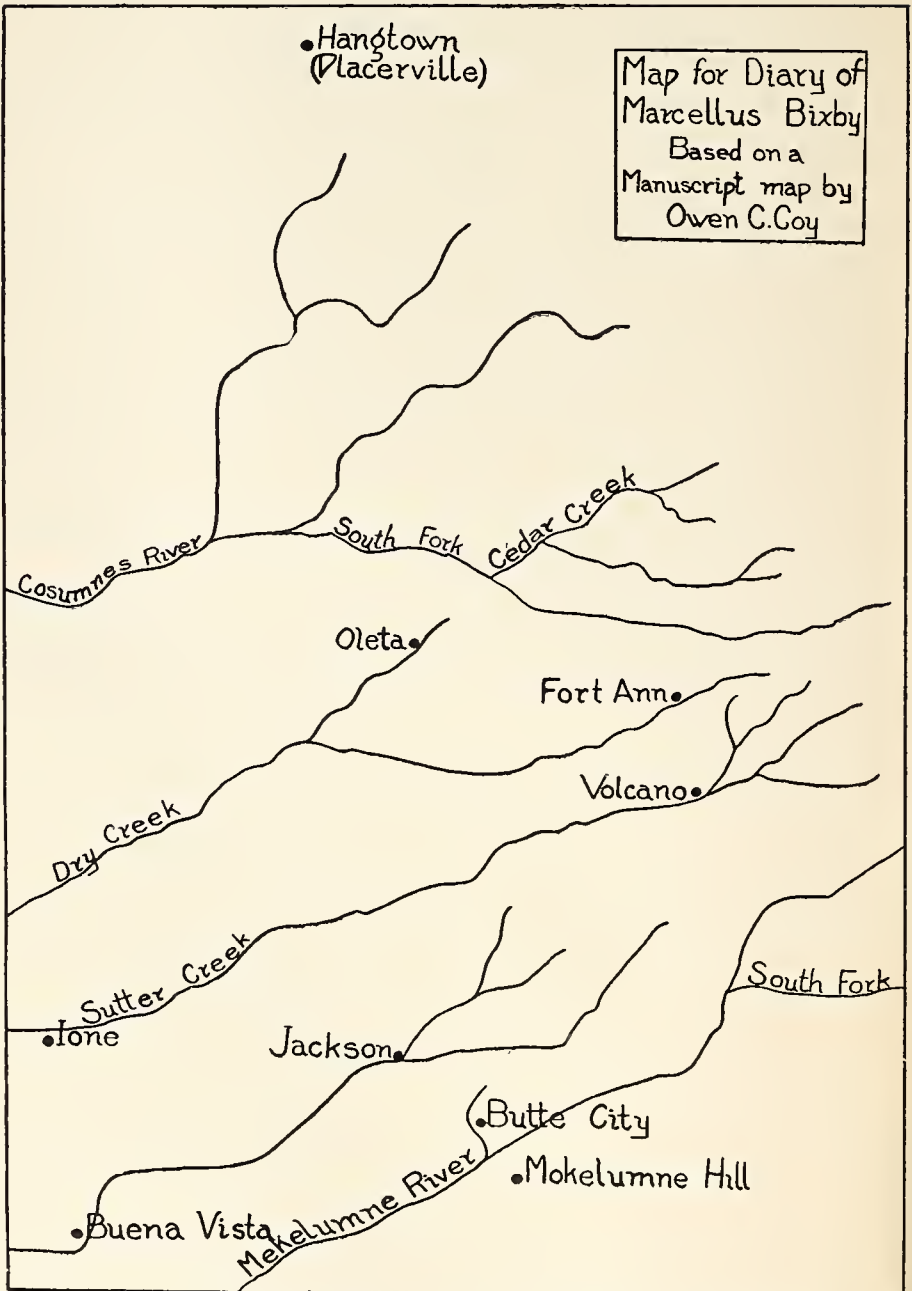 Hangtown
(Placerville)
Map for Diary of
Marcellus Bixby
Based on a
Manuscript map by
Owen C. Coy
Cosumnes River
South Fork
Cedar Creek
Oleta
Fort Ann
Volcano
Dry Creek
Sutter Creek
Ione
Jackson
South Fork
Butte City
Mokelumne Hill
Mekelumne River
Buena Vista